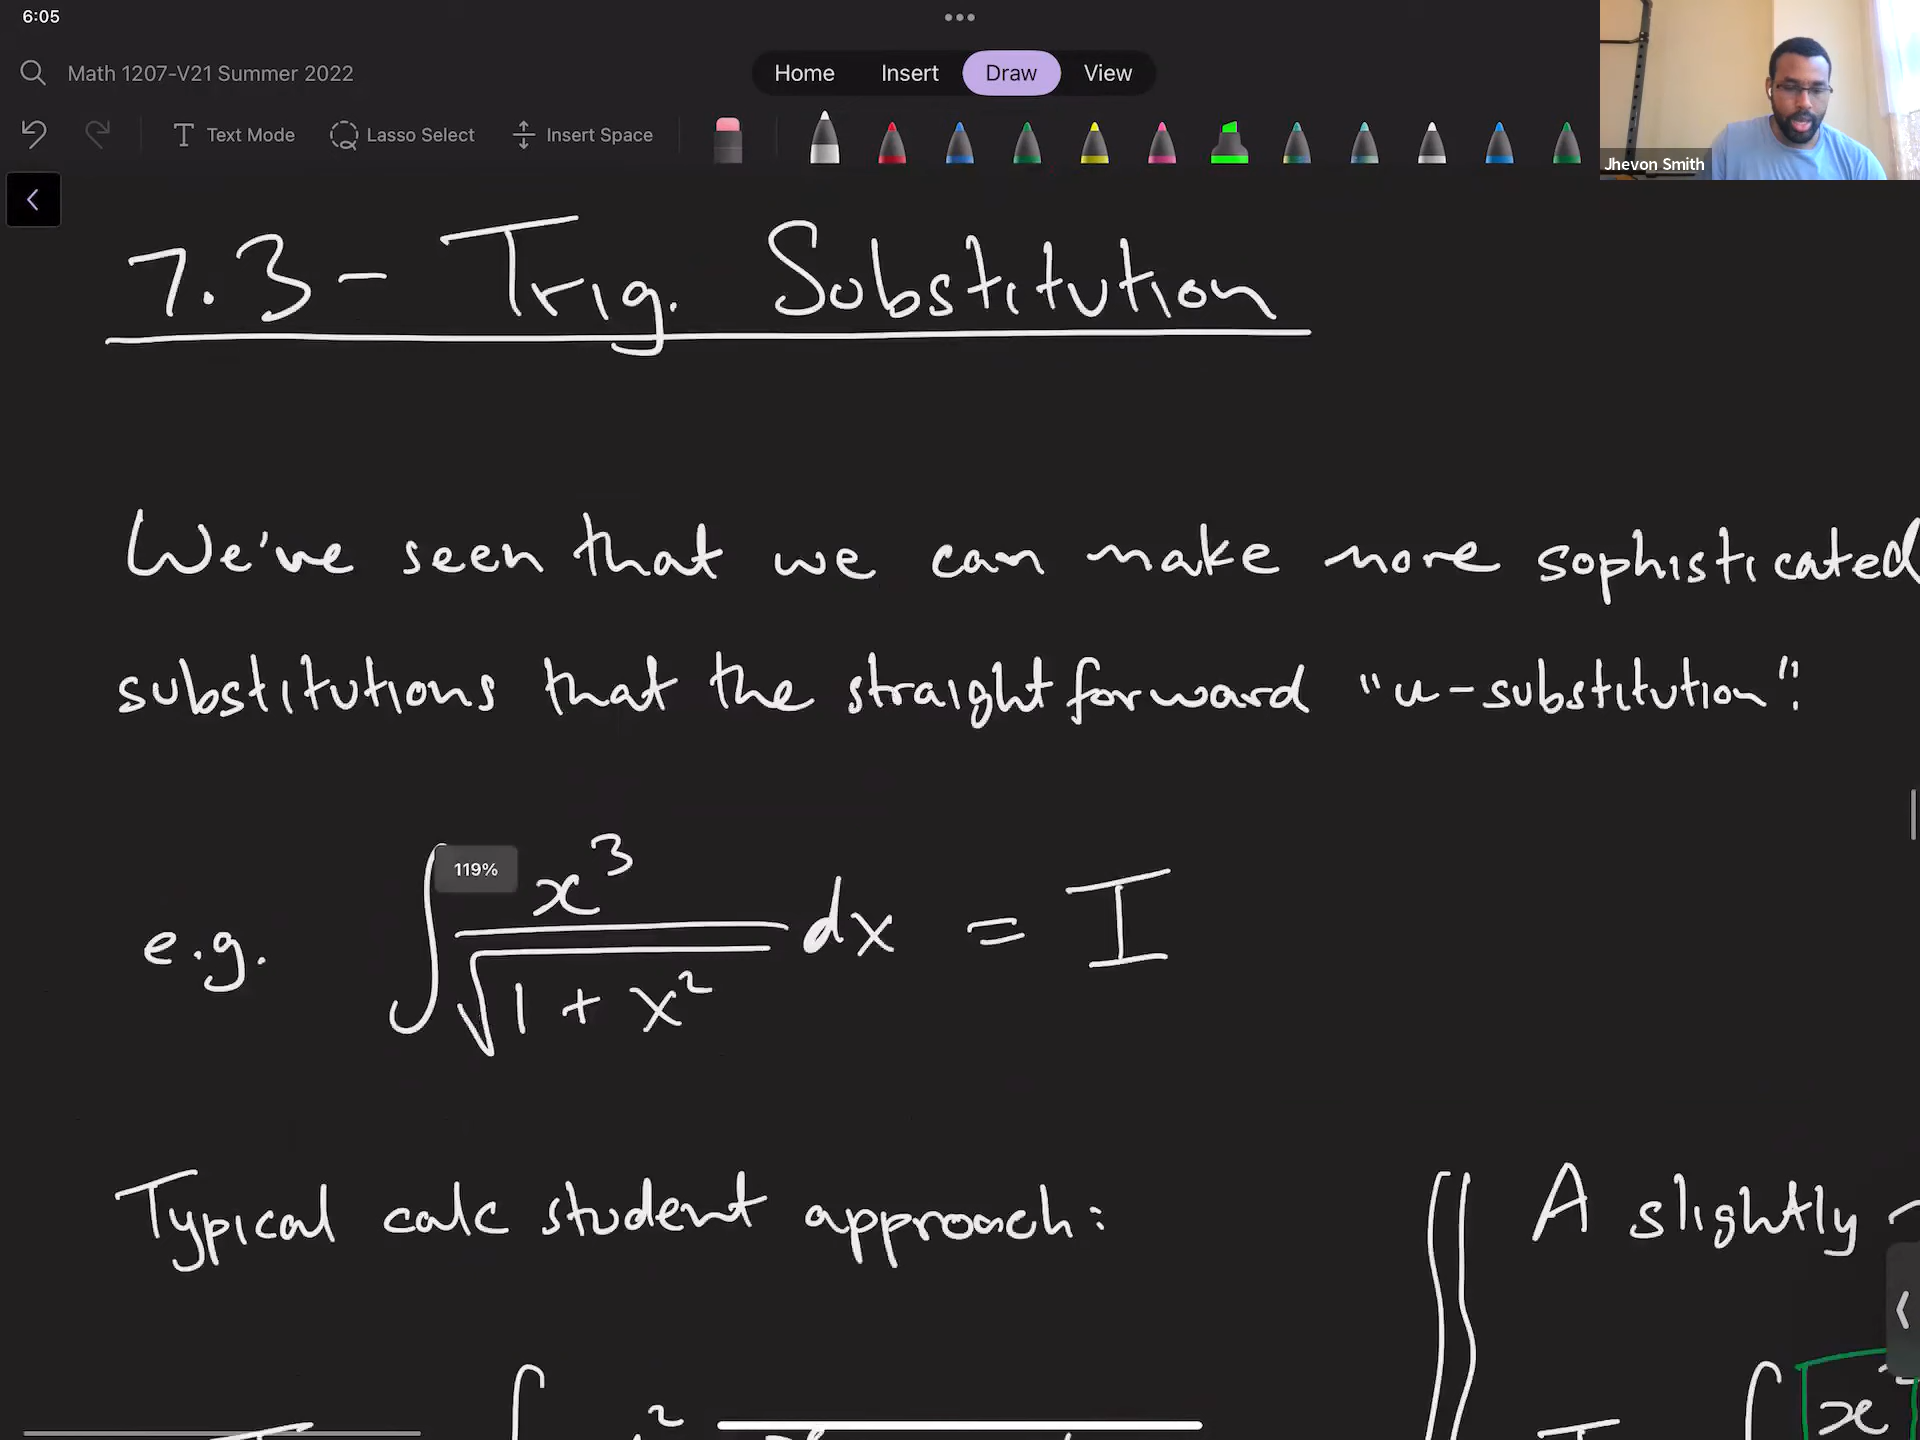 6:05
Math 1207-V21 Summer 2022
Home Insert Draw View
Text Mode Lasso Select Insert Space
Jhevon Smith
7.3 - Trig. Substitution
We've seen that we can make more sophisticated
substitutions that the straightforward "u-substitution".
119%
e.g. ∫ x³/√(1 + x²) dx = I
Typical calc student approach:
A slightly